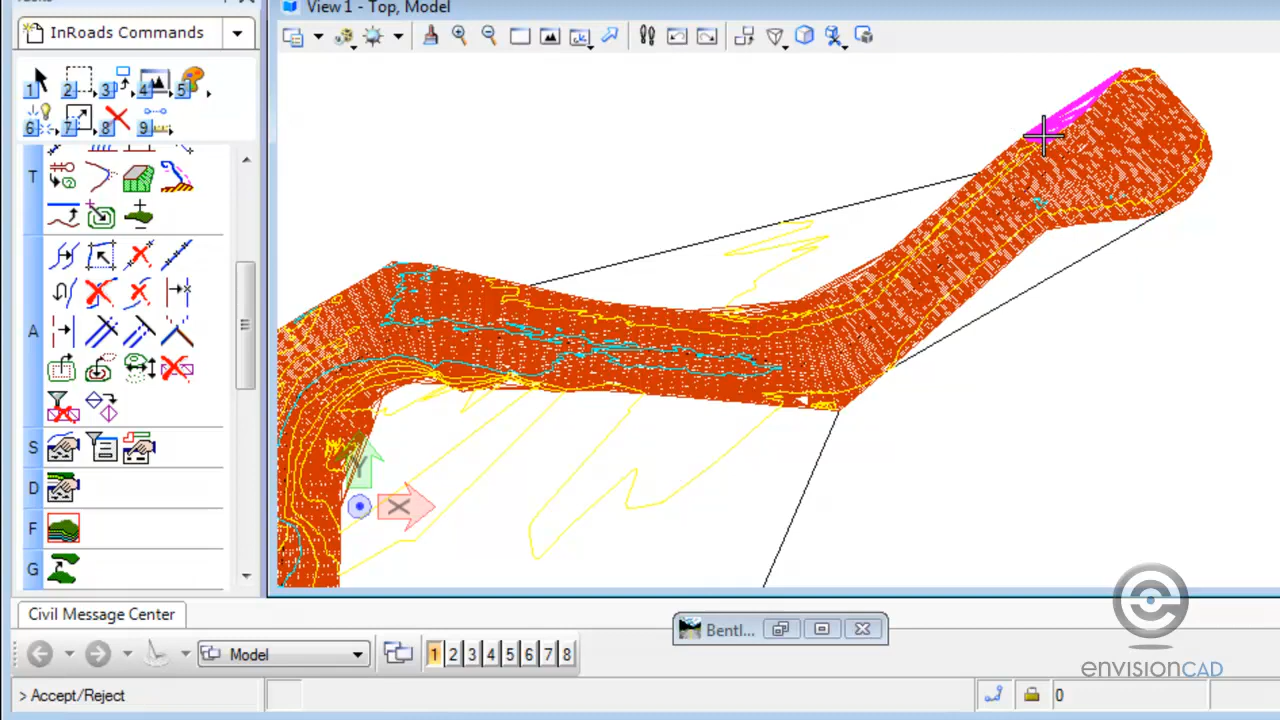 View 1 - Top, Model
InRoads Commands
1 2 3 4 5
6 7 8 9
T
A
S
D
F
G
Y
X
Civil Message Center
Bentl...
Model
1 2 3 4 5 6 7 8
> Accept/Reject
0
envisionCAD